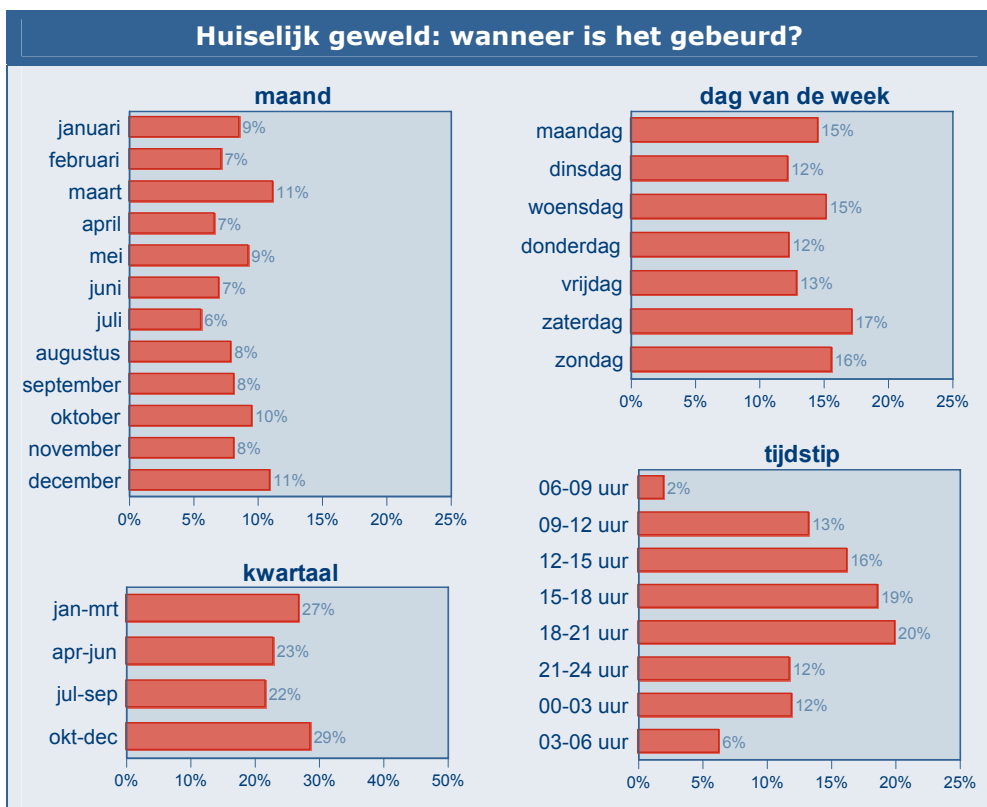 Huiselijk geweld: wanneer is het gebeurd?
maand
januari 9%
februari 7%
maart 11%
april 7%
mei 9%
juni 7%
juli 6%
augustus 8%
september 8%
oktober 10%
november 8%
december 11%
0% 5% 10% 15% 20% 25%
kwartaal
jan-mrt 27%
apr-jun 23%
jul-sep 22%
okt-dec 29%
0% 10% 20% 30% 40% 50%
dag van de week
maandag 15%
dinsdag 12%
woensdag 15%
donderdag 12%
vrijdag 13%
zaterdag 17%
zondag 16%
0% 5% 10% 15% 20% 25%
tijdstip
06-09 uur 2%
09-12 uur 13%
12-15 uur 16%
15-18 uur 19%
18-21 uur 20%
21-24 uur 12%
00-03 uur 12%
03-06 uur 6%
0% 5% 10% 15% 20% 25%